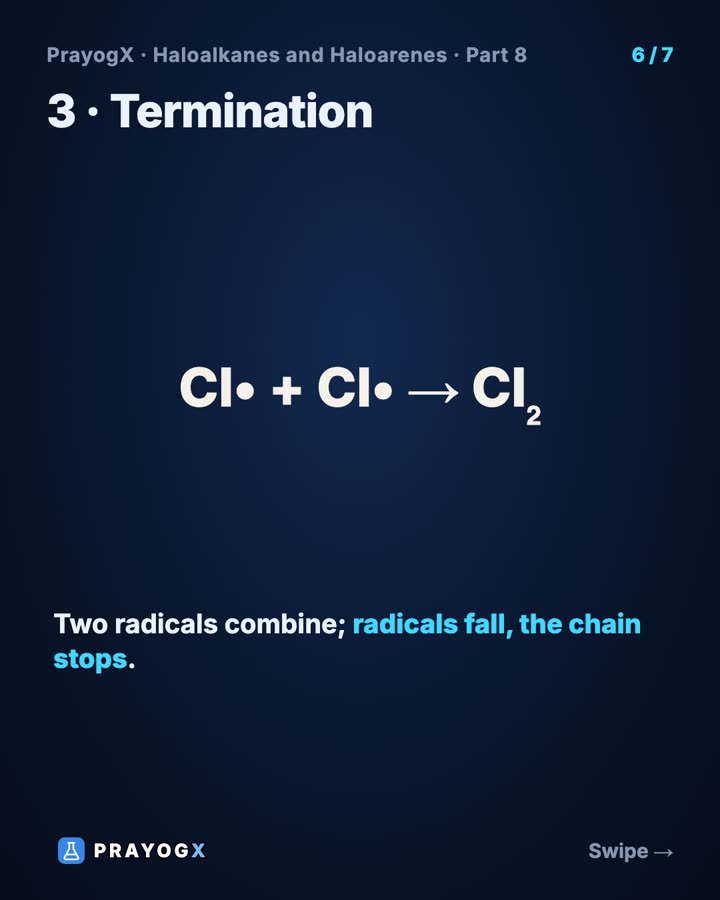 PrayogX · Haloalkanes and Haloarenes · Part 8
6 / 7
3 · Termination
Cl• + Cl• → Cl₂
Two radicals combine; radicals fall, the chain
stops.
PRAYOGX
Swipe →